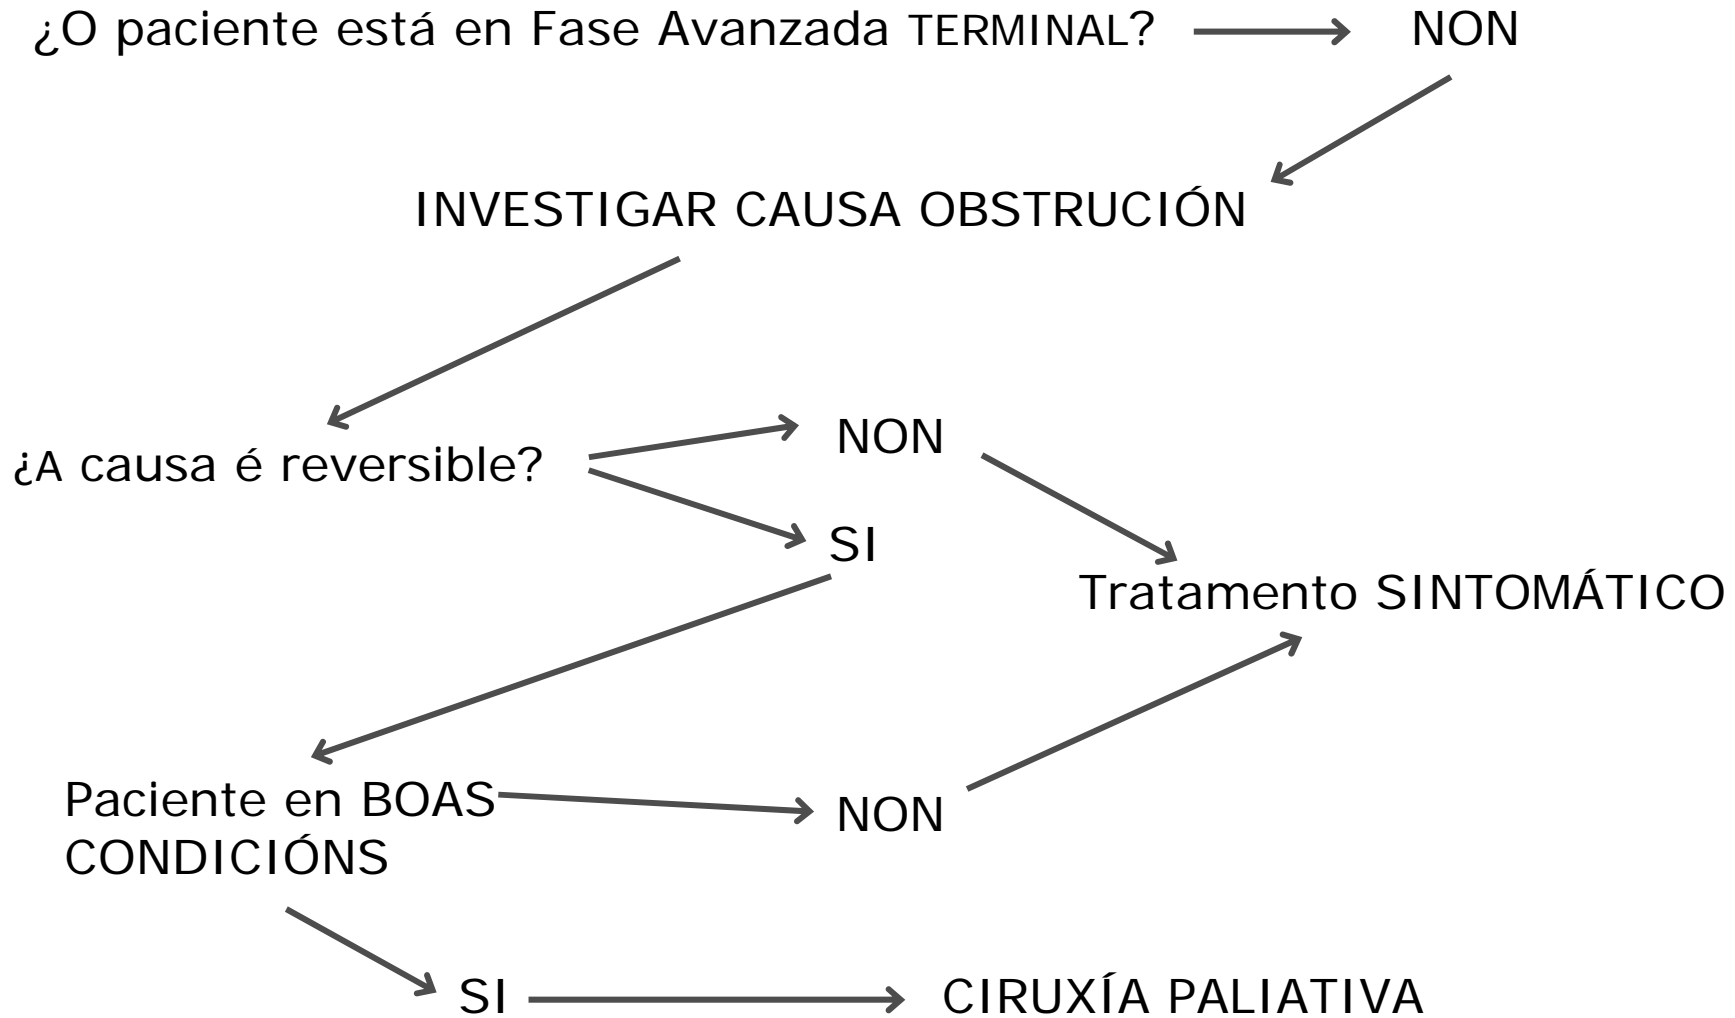 ¿O paciente está en Fase Avanzada TERMINAL?
NON
INVESTIGAR CAUSA OBSTRUCIÓN
¿A causa é reversible?
NON
SI
Tratamento SINTOMÁTICO
Paciente en BOAS
CONDICIÓNS
NON
SI
CIRUXÍA PALIATIVA